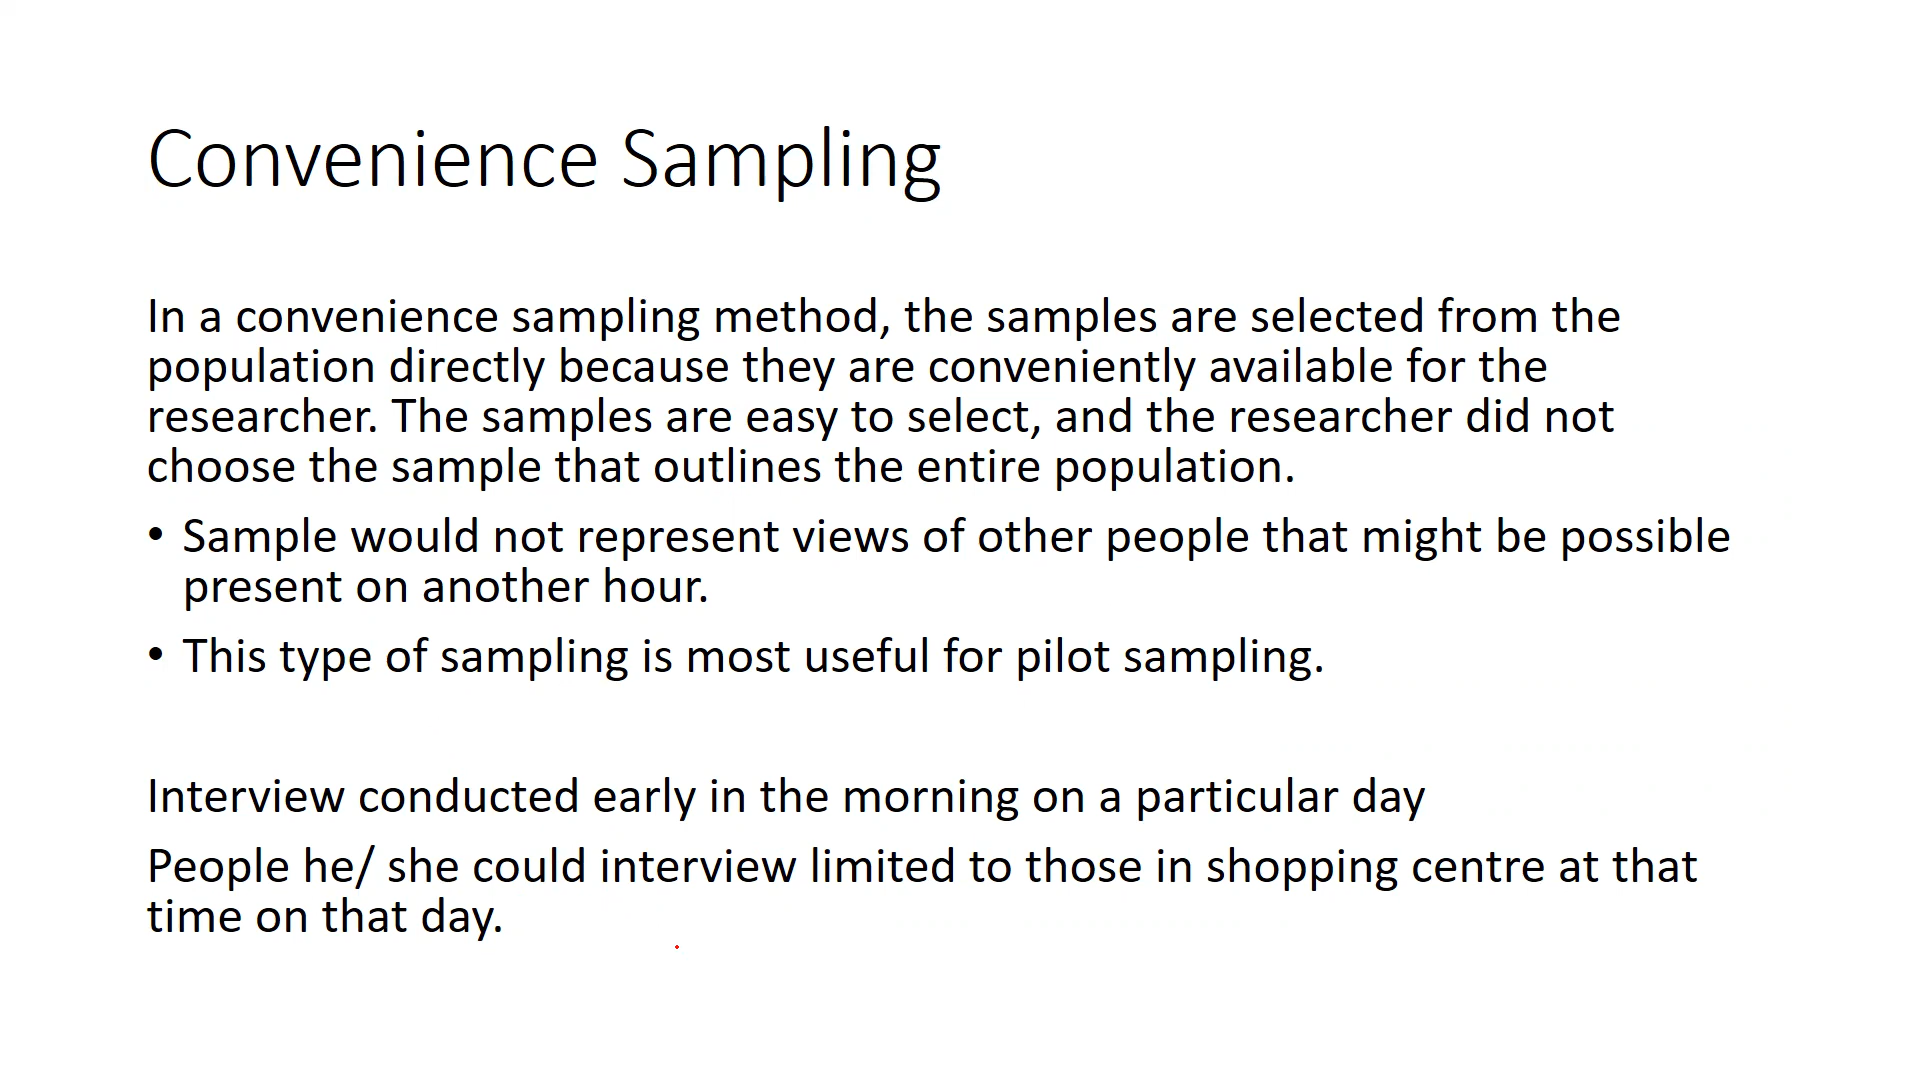 Convenience Sampling
In a convenience sampling method, the samples are selected from the
population directly because they are conveniently available for the
researcher. The samples are easy to select, and the researcher did not
choose the sample that outlines the entire population.
• Sample would not represent views of other people that might be possible
present on another hour.
• This type of sampling is most useful for pilot sampling.
Interview conducted early in the morning on a particular day
People he/ she could interview limited to those in shopping centre at that
time on that day.